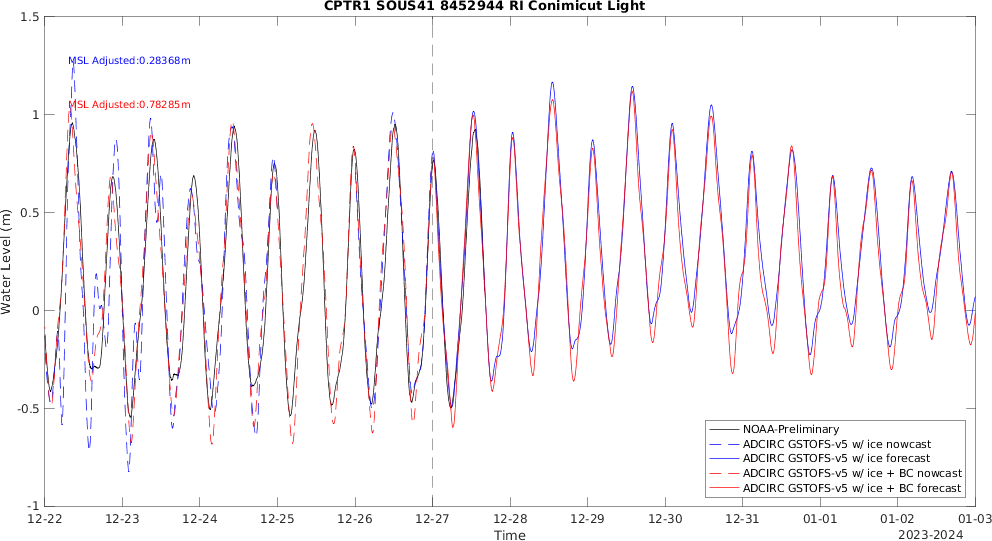 CPTR1 SOUS41 8452944 RI Conimicut Light
1.5
MSL Adjusted:0.28368m
MSL Adjusted:0.78285m
1
0.5
0
-0.5
-1
Water Level (m)
NOAA-Preliminary
ADCIRC GSTOFS-v5 w/ ice nowcast
ADCIRC GSTOFS-v5 w/ ice forecast
ADCIRC GSTOFS-v5 w/ ice + BC nowcast
ADCIRC GSTOFS-v5 w/ ice + BC forecast
12-22 12-23 12-24 12-25 12-26 12-27 12-28 12-29 12-30 12-31 01-01 01-02 01-03
Time
2023-2024